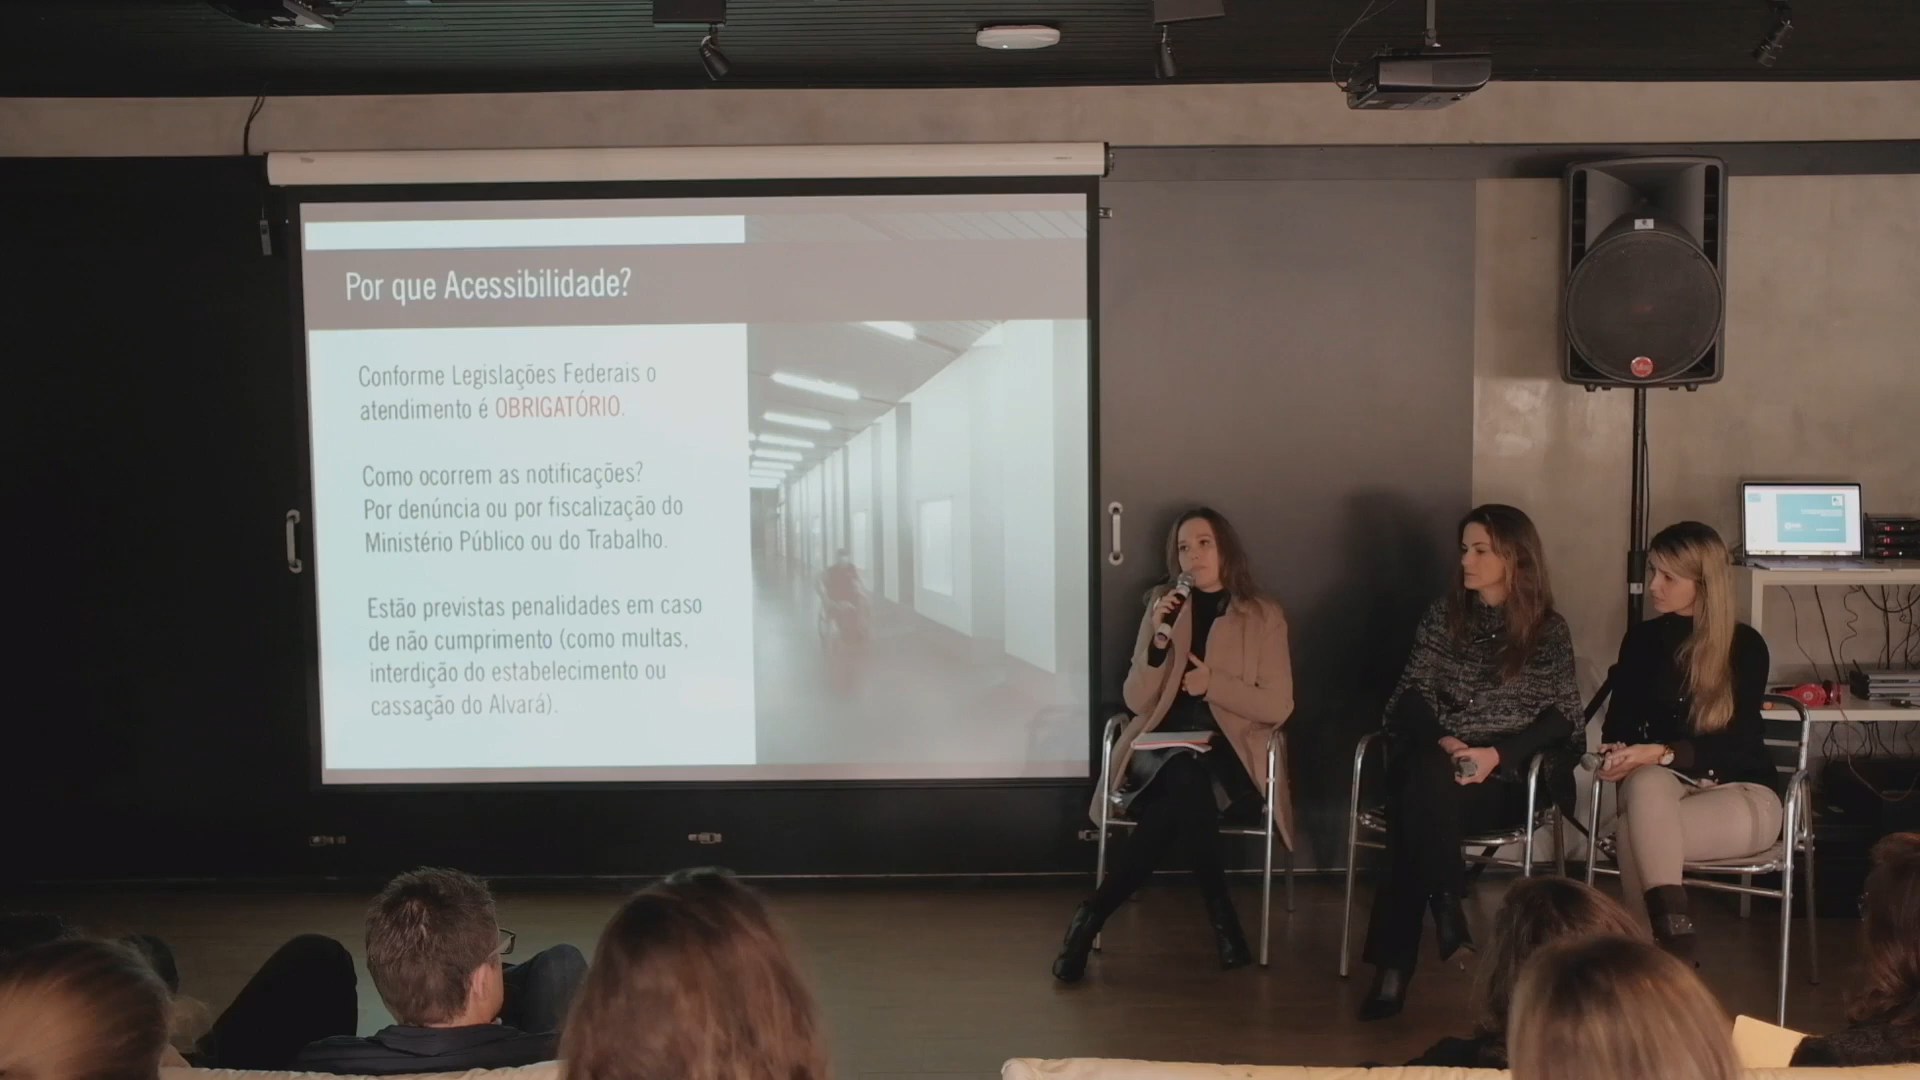 Por que Acessibilidade?
Conforme Legislações Federais o
atendimento é OBRIGATÓRIO.
Como ocorrem as notificações?
Por denúncia ou por fiscalização do
Ministério Público ou do Trabalho.
Estão previstas penalidades em caso
de não cumprimento (como multas,
interdição do estabelecimento ou
cassação do Alvará).